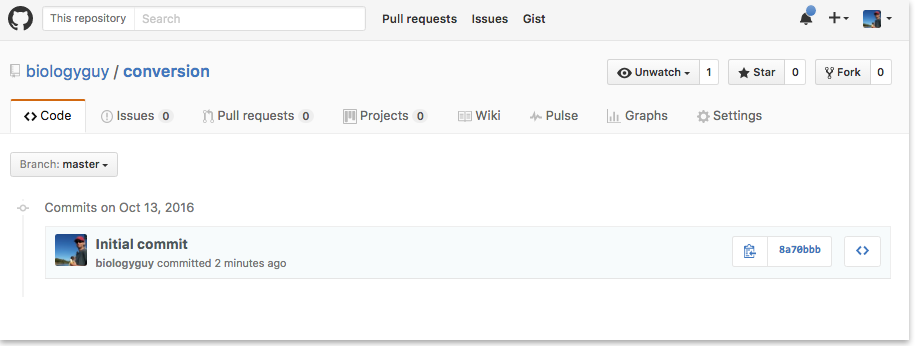 This repository Search Pull requests Issues Gist
biologyguy / conversion Unwatch 1 Star 0 Fork 0
Code Issues 0 Pull requests 0 Projects 0 Wiki Pulse Graphs Settings
Branch: master
Commits on Oct 13, 2016
Initial commit
biologyguy committed 2 minutes ago 8a70bbb